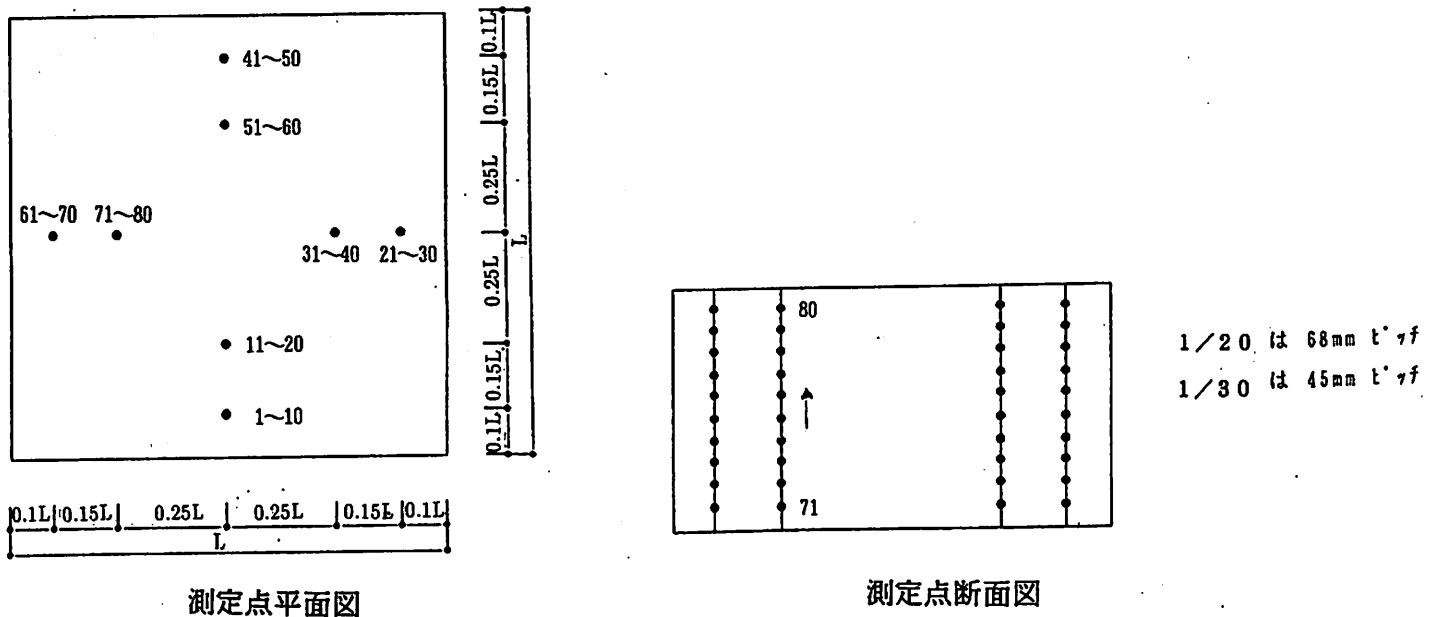 41〜50
51〜60
61〜70 71〜80
31〜40 21〜30
11〜20
1〜10
0.1L
0.15L
0.25L
0.25L
0.15L
0.1L
L
0.1L 0.15L 0.25L 0.25L 0.15L 0.1L
L
測定点平面図
80
71
測定点断面図
1/20 は 68mm ピッチ
1/30 は 45mm ピッチ